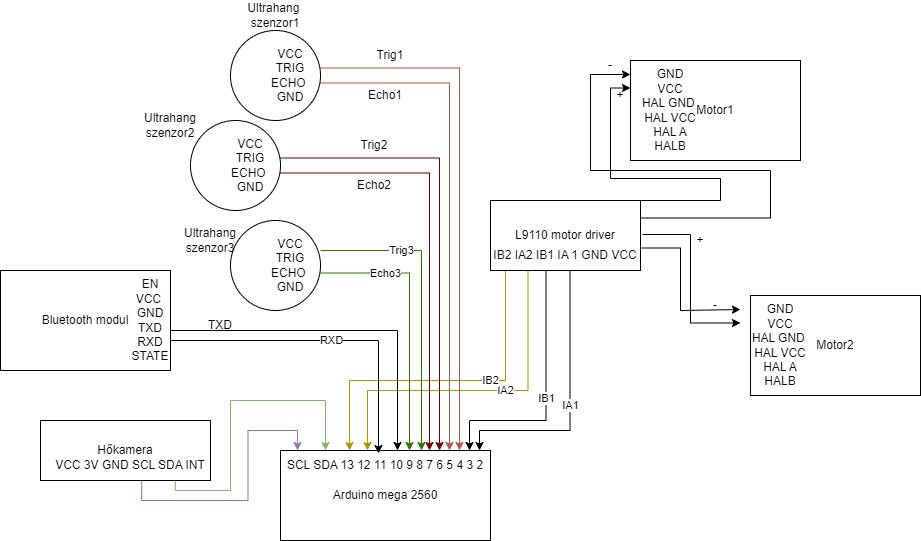 Ultrahang
szenzor1
VCC
TRIG
ECHO
GND
Trig1
Echo1
Ultrahang
szenzor2
VCC
TRIG
ECHO
GND
Trig2
Echo2
Ultrahang
szenzor3
VCC
TRIG
ECHO
GND
Trig3
Echo3
-
+
GND
VCC
HAL GND
HAL VCC
HAL A
HALB
Motor1
L9110 motor driver
IB2 IA2 IB1 IA 1 GND VCC
+
-
GND
VCC
HAL GND
HAL VCC
HAL A
HALB
Motor2
Bluetooth modul
EN
VCC
GND
TXD
RXD
STATE
TXD
RXD
IB2
IA2
IB1
IA1
Hőkamera
VCC 3V GND SCL SDA INT
SCL SDA 13 12 11 10 9 8 7 6 5 4 3 2
Arduino mega 2560